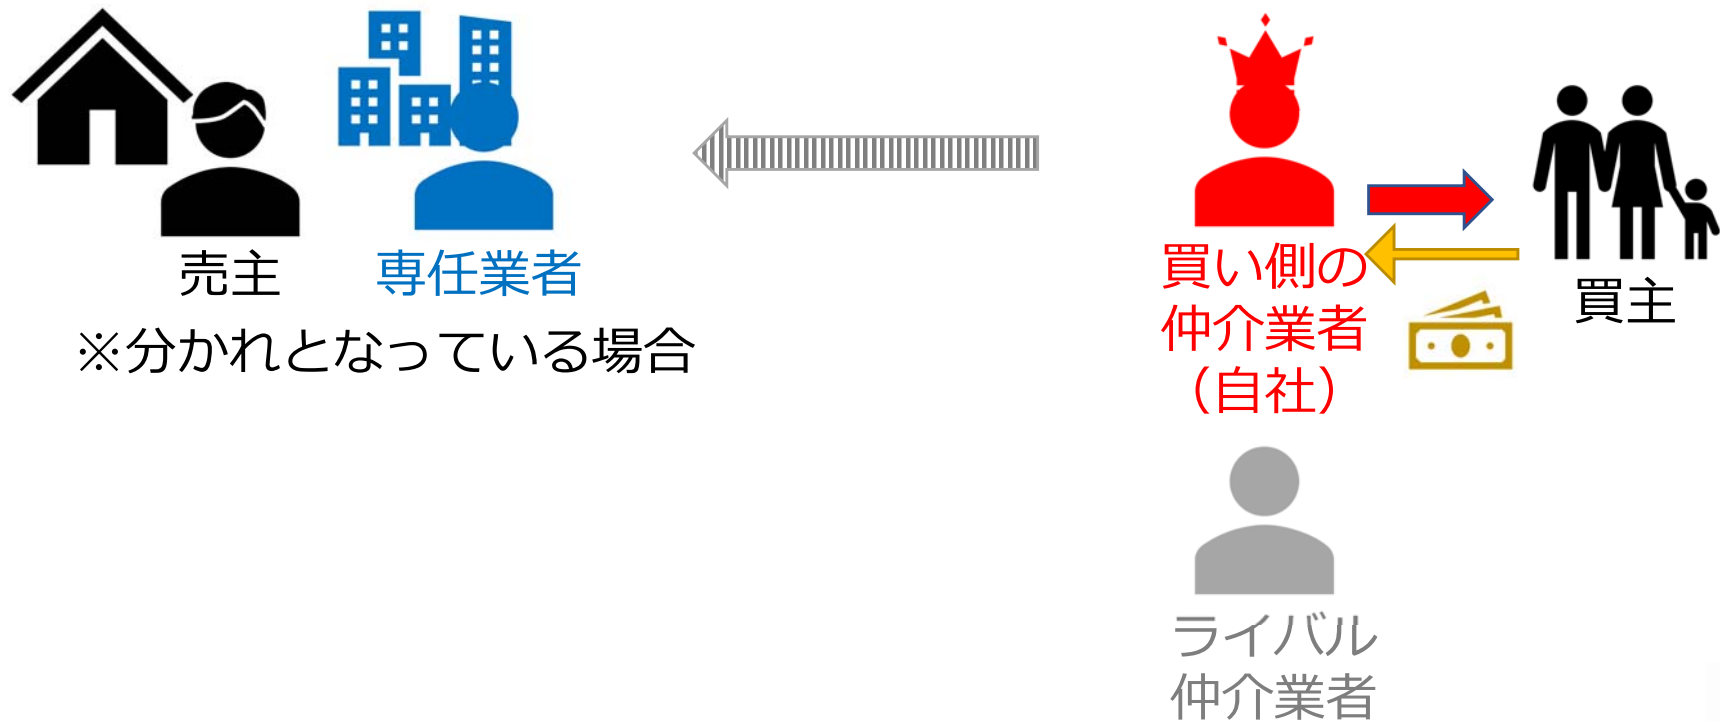 売主
専任業者
※分かれとなっている場合
買い側の
仲介業者
（自社）
買主
ライバル
仲介業者